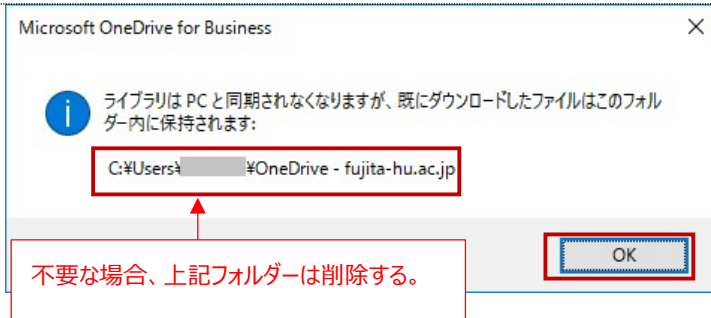 Microsoft OneDrive for Business
ライブラリは PC と同期されなくなりますが、既にダウンロードしたファイルはこのフォル
ダー内に保持されます:
C:¥Users¥ ¥OneDrive - fujita-hu.ac.jp
OK
不要な場合、上記フォルダーは削除する。